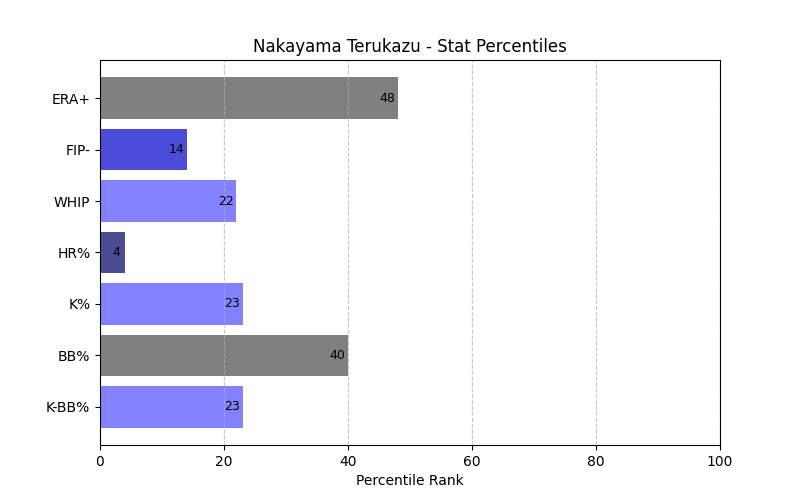 Nakayama Terukazu - Stat Percentiles
ERA+ 48
FIP- 14
WHIP 22
HR% 4
K% 23
BB% 40
K-BB% 23
0 20 40 60 80 100
Percentile Rank